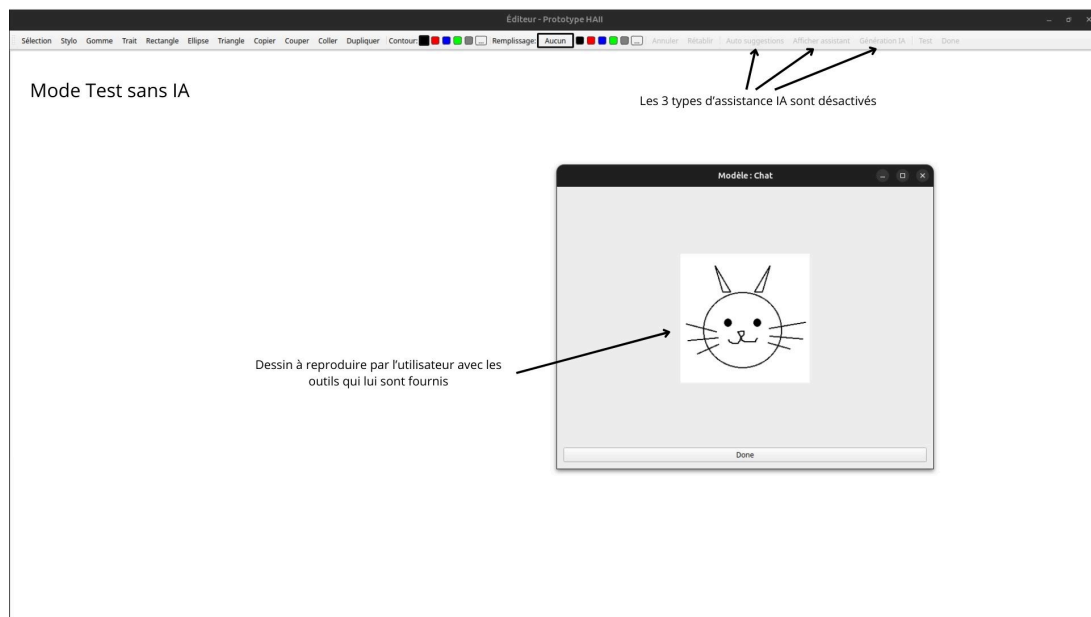 Éditeur - Prototype HAII
Sélection Stylo Gomme Trait Rectangle Ellipse Triangle Copier Couper Coller Dupliquer Contour: ... Remplissage: Aucun ... Annuler Rétablir Auto suggestions Afficher assistant Génération IA Test Done
Mode Test sans IA
Les 3 types d'assistance IA sont désactivés
Modèle : Chat
Dessin à reproduire par l'utilisateur avec les
outils qui lui sont fournis
Done